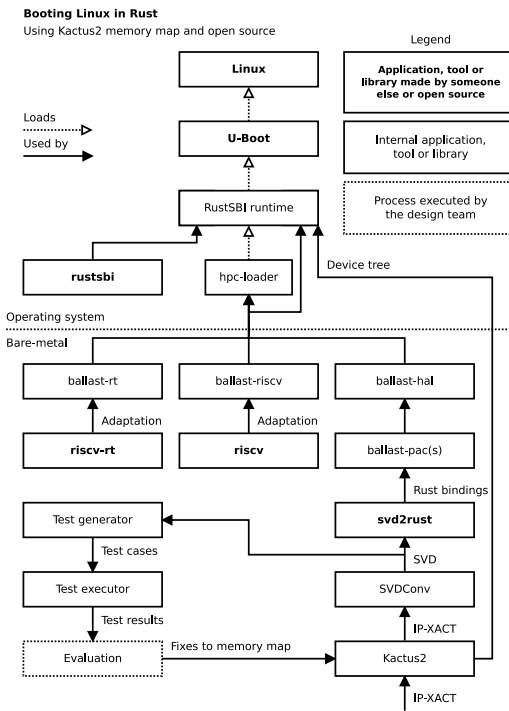 Booting Linux in Rust
Using Kactus2 memory map and open source
Legend
Linux
Application, tool or
library made by someone
else or open source
Loads
Used by
U-Boot
Internal application,
tool or library
RustSBI runtime
Process executed by
the design team
Device tree
rustsbi
hpc-loader
Operating system
Bare-metal
ballast-rt
ballast-riscv
ballast-hal
Adaptation
Adaptation
riscv-rt
riscv
ballast-pac(s)
Rust bindings
Test generator
svd2rust
Test cases
SVD
Test executor
SVDConv
Test results
IP-XACT
Evaluation
Fixes to memory map
Kactus2
IP-XACT